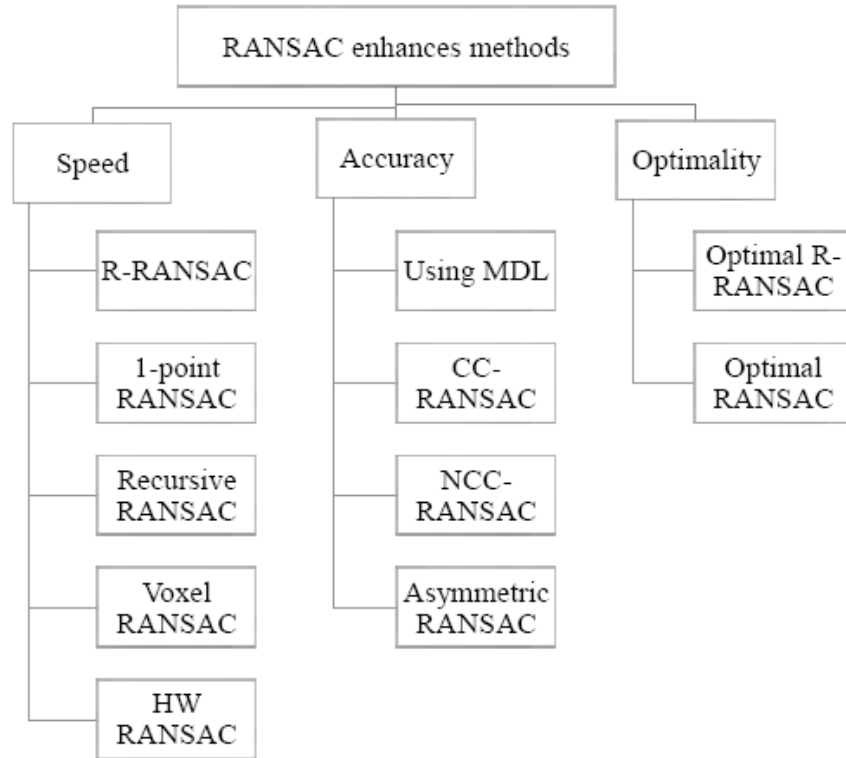 RANSAC enhances methods
Speed
Accuracy
Optimality
R-RANSAC
1-point
RANSAC
Recursive
RANSAC
Voxel
RANSAC
HW
RANSAC
Using MDL
CC-
RANSAC
NCC-
RANSAC
Asymmetric
RANSAC
Optimal R-
RANSAC
Optimal
RANSAC